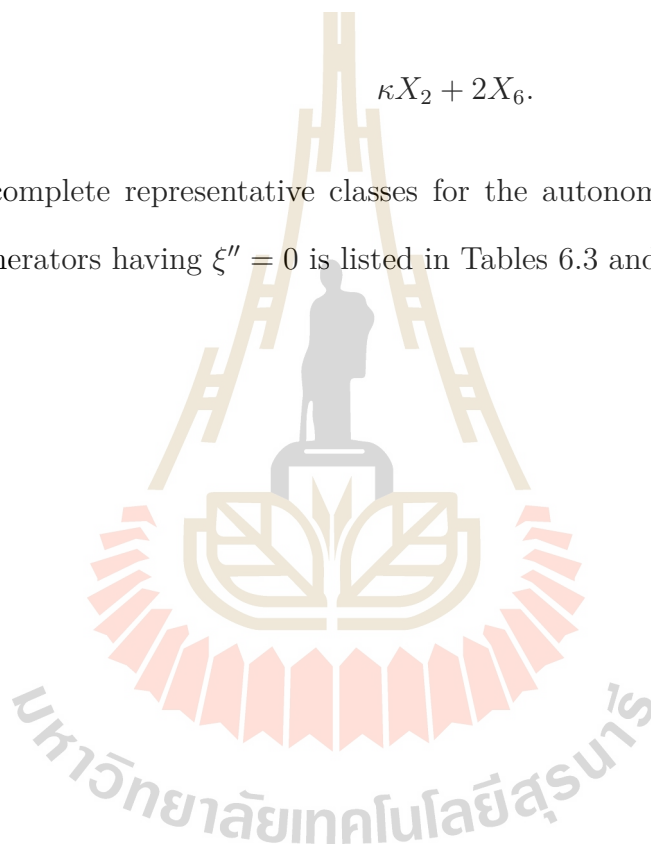 κX₂ + 2X₆.
complete representative classes for the autonom
nerators having ξ″ = 0 is listed in Tables 6.3 and
มหาวิทยาลัยเทคโนโลยีสุรนารี